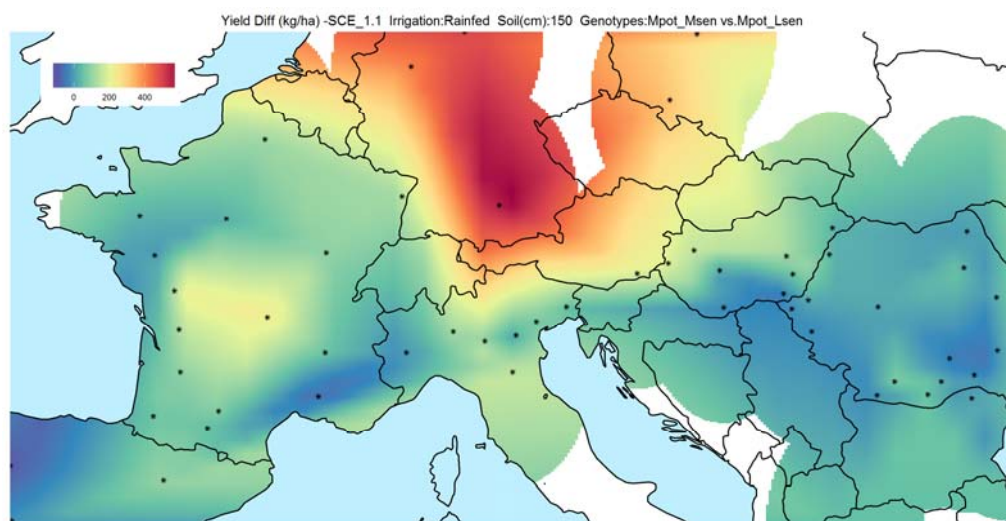 Yield Diff (kg/ha) -SCE_1.1 Irrigation:Rainfed Soil(cm):150 Genotypes:Mpot_Msen vs.Mpot_Lsen
0 200 400